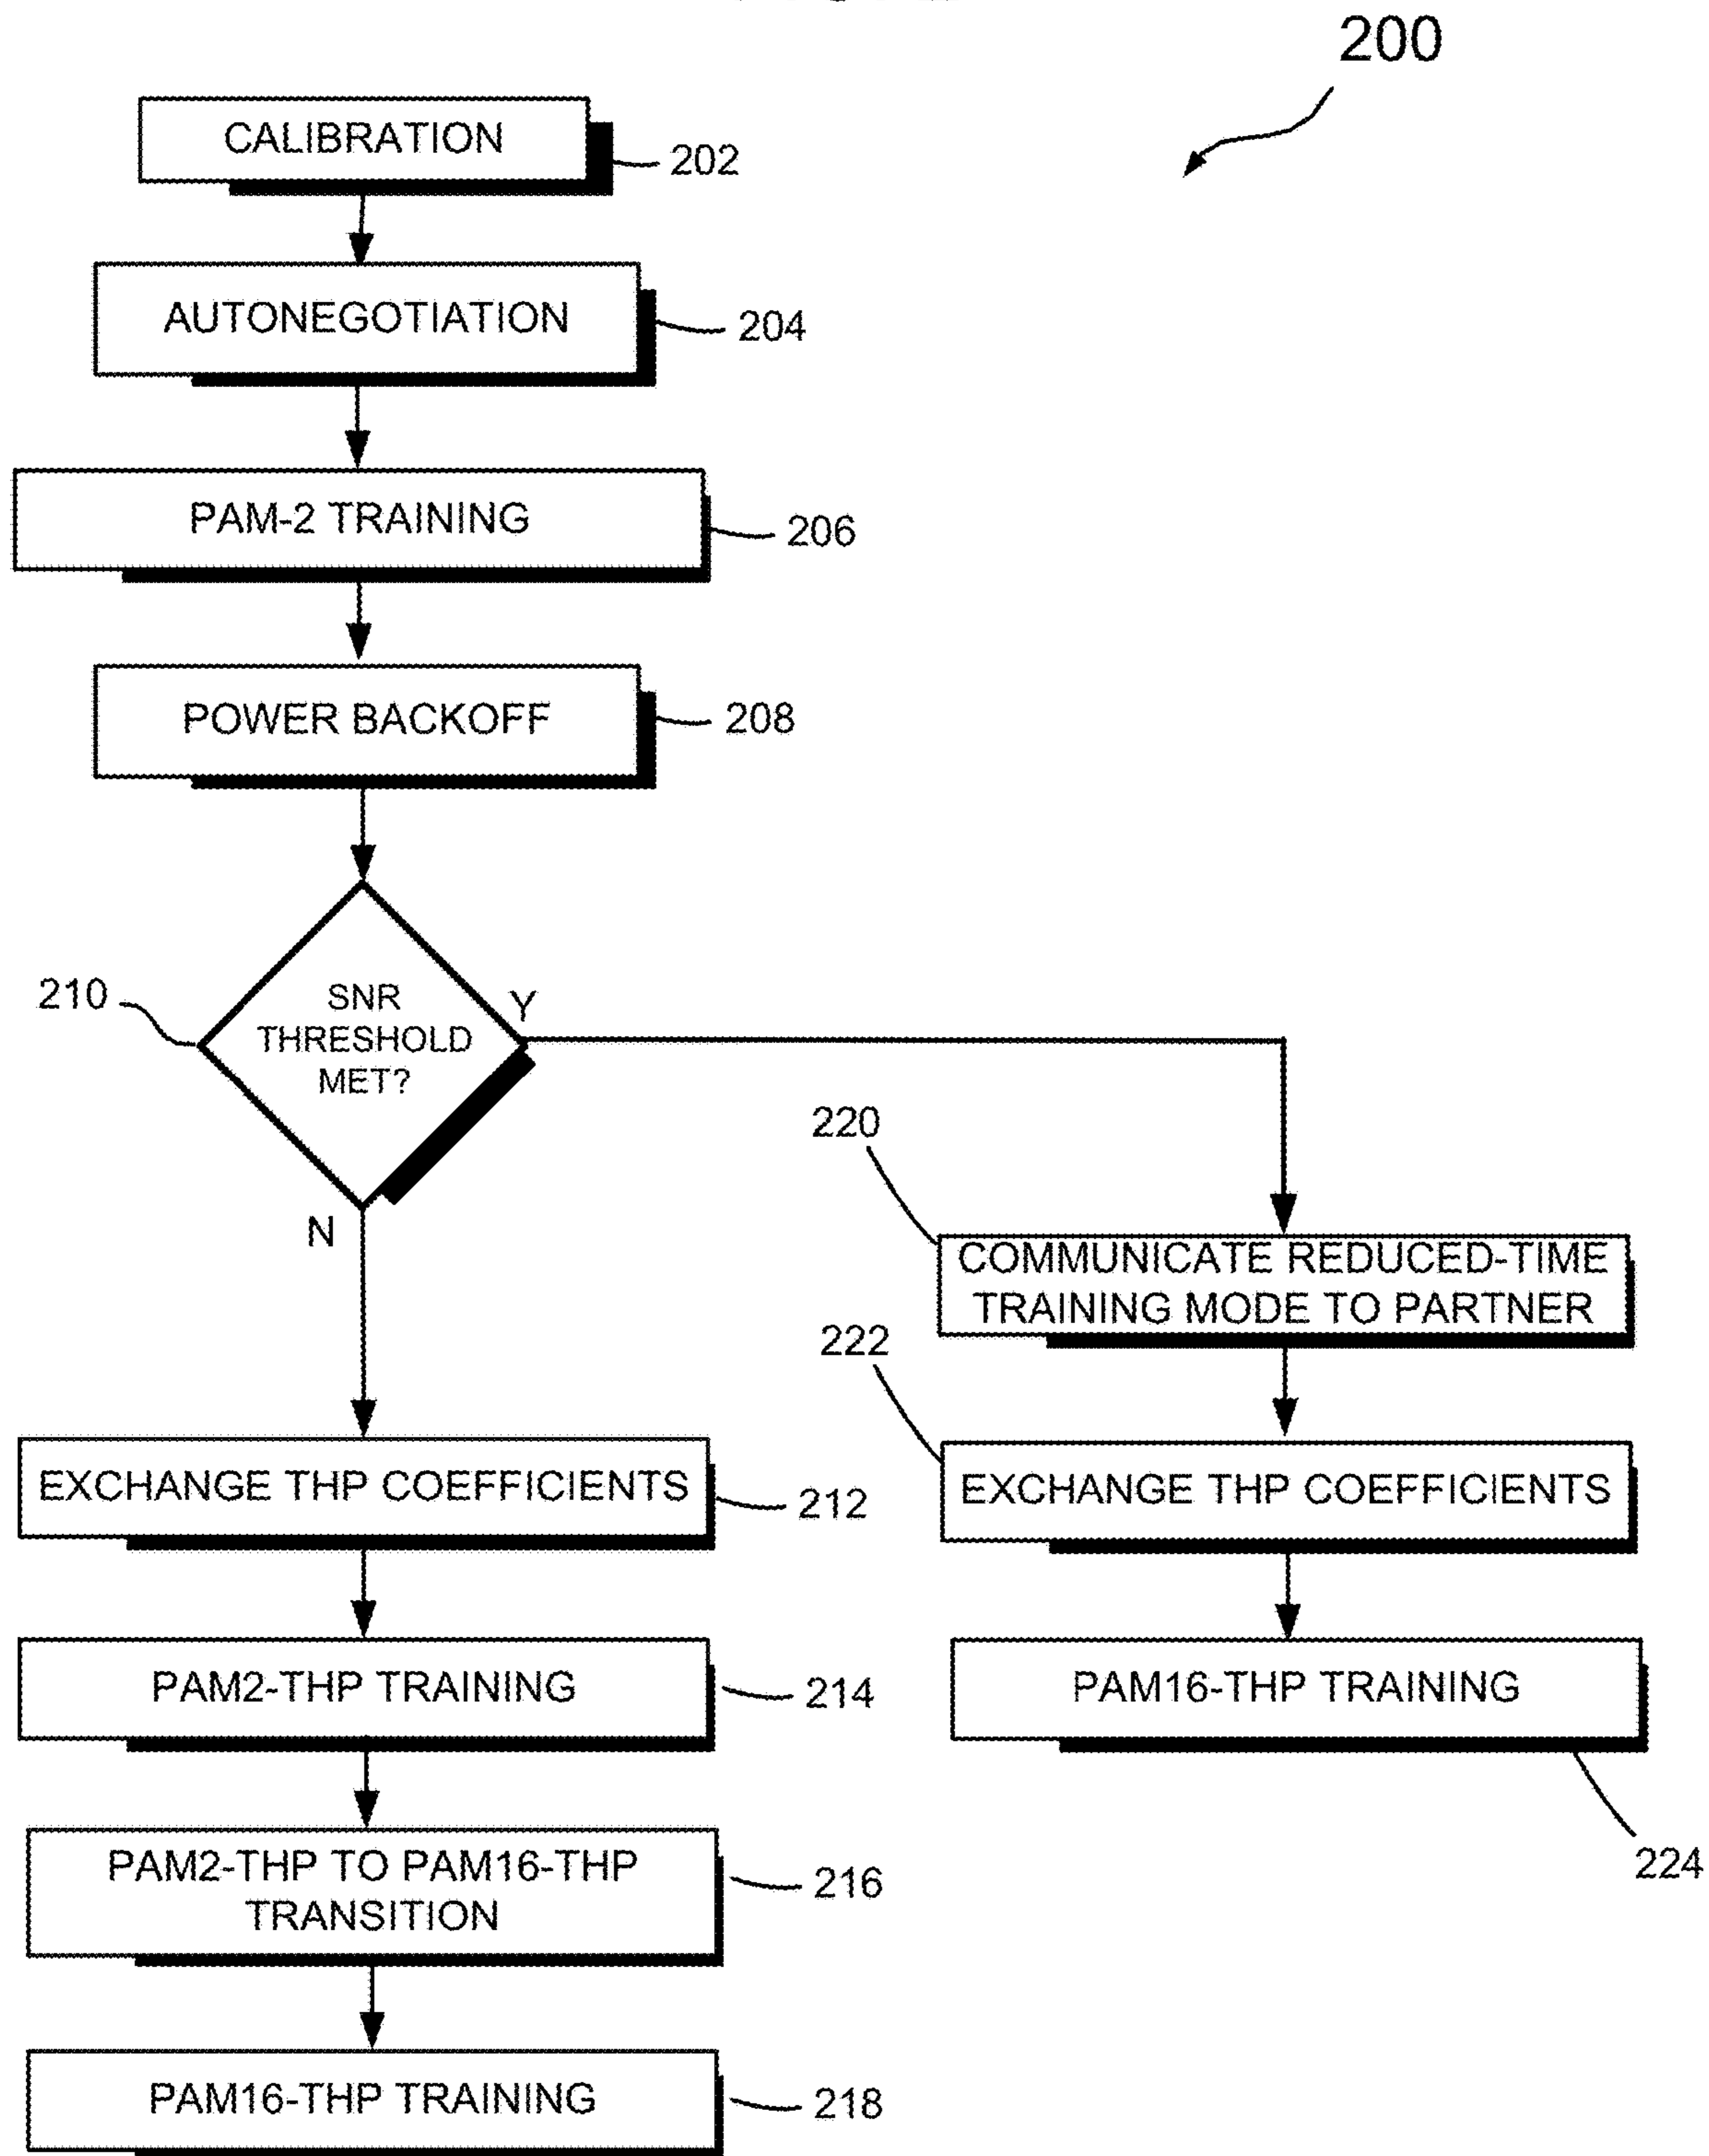 200
CALIBRATION
202
AUTONEGOTIATION
204
PAM-2 TRAINING
206
POWER BACKOFF
208
210
SNR
THRESHOLD
MET?
Y
N
220
COMMUNICATE REDUCED-TIME
TRAINING MODE TO PARTNER
222
EXCHANGE THP COEFFICIENTS
212
EXCHANGE THP COEFFICIENTS
PAM2-THP TRAINING
214
PAM16-THP TRAINING
224
PAM2-THP TO PAM16-THP
TRANSITION
216
PAM16-THP TRAINING
218